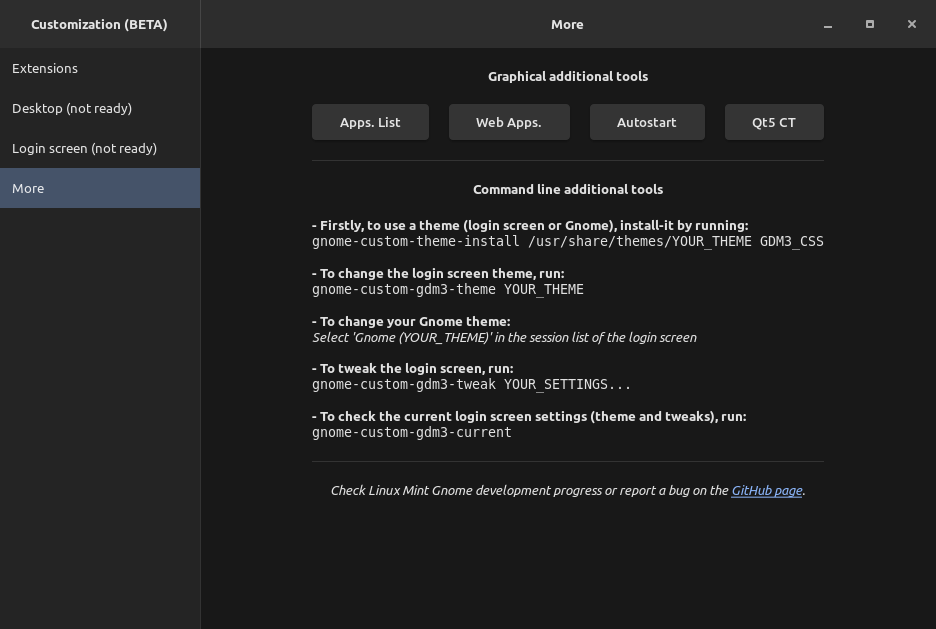 Customization (BETA)
More
Extensions
Desktop (not ready)
Login screen (not ready)
More
Graphical additional tools
Apps. List
Web Apps.
Autostart
Qt5 CT
Command line additional tools
- Firstly, to use a theme (login screen or Gnome), install-it by running:
gnome-custom-theme-install /usr/share/themes/YOUR_THEME GDM3_CSS
- To change the login screen theme, run:
gnome-custom-gdm3-theme YOUR_THEME
- To change your Gnome theme:
Select 'Gnome (YOUR_THEME)' in the session list of the login screen
- To tweak the login screen, run:
gnome-custom-gdm3-tweak YOUR_SETTINGS...
- To check the current login screen settings (theme and tweaks), run:
gnome-custom-gdm3-current
Check Linux Mint Gnome development progress or report a bug on the GitHub page.